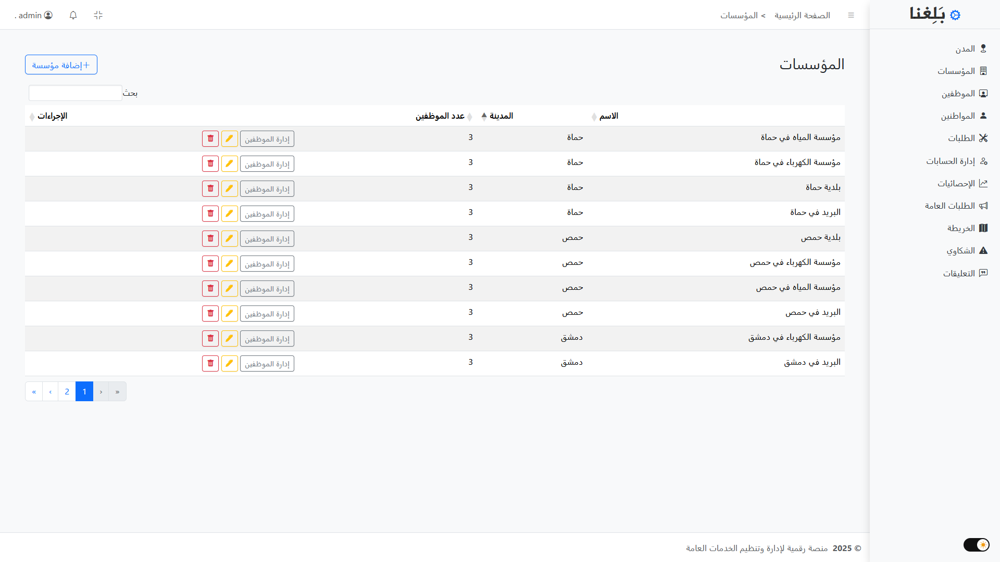 بَلِغنا
الصفحة الرئيسية > المؤسسات
admin .
المدن
المؤسسات
الموظفين
المواطنين
الطلبات
إدارة الحسابات
الإحصائيات
الطلبات العامة
الخريطة
الشكاوي
التعليقات
المؤسسات
إضافة مؤسسة
بحث
الاسم المدينة عدد الموظفين الإجراءات
مؤسسة المياه في حماة حماة 3 إدارة الموظفين
مؤسسة الكهرباء في حماة حماة 3 إدارة الموظفين
بلدية حماة حماة 3 إدارة الموظفين
البريد في حماة حماة 3 إدارة الموظفين
بلدية حمص حمص 3 إدارة الموظفين
مؤسسة الكهرباء في حمص حمص 3 إدارة الموظفين
مؤسسة المياه في حمص حمص 3 إدارة الموظفين
البريد في حمص حمص 3 إدارة الموظفين
مؤسسة الكهرباء في دمشق دمشق 3 إدارة الموظفين
البريد في دمشق دمشق 3 إدارة الموظفين
« ‹ 1 2 › »
© 2025 منصة رقمية لإدارة وتنظيم الخدمات العامة